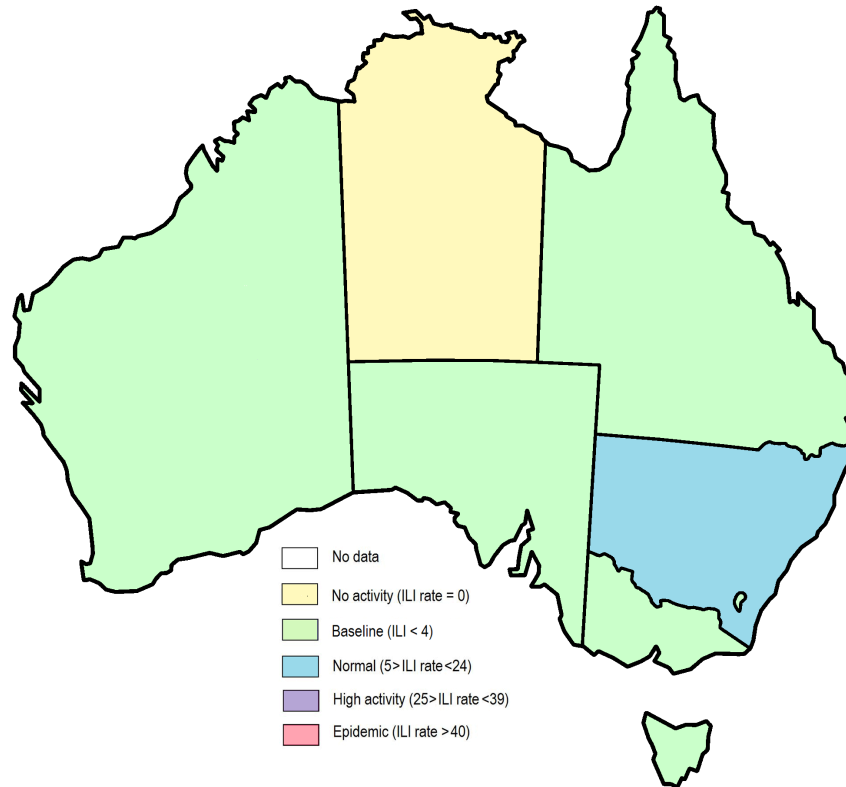 No data
No activity (ILI rate = 0)
Baseline (ILI < 4)
Normal (5> ILI rate <24)
High activity (25> ILI rate <39)
Epidemic (ILI rate >40)